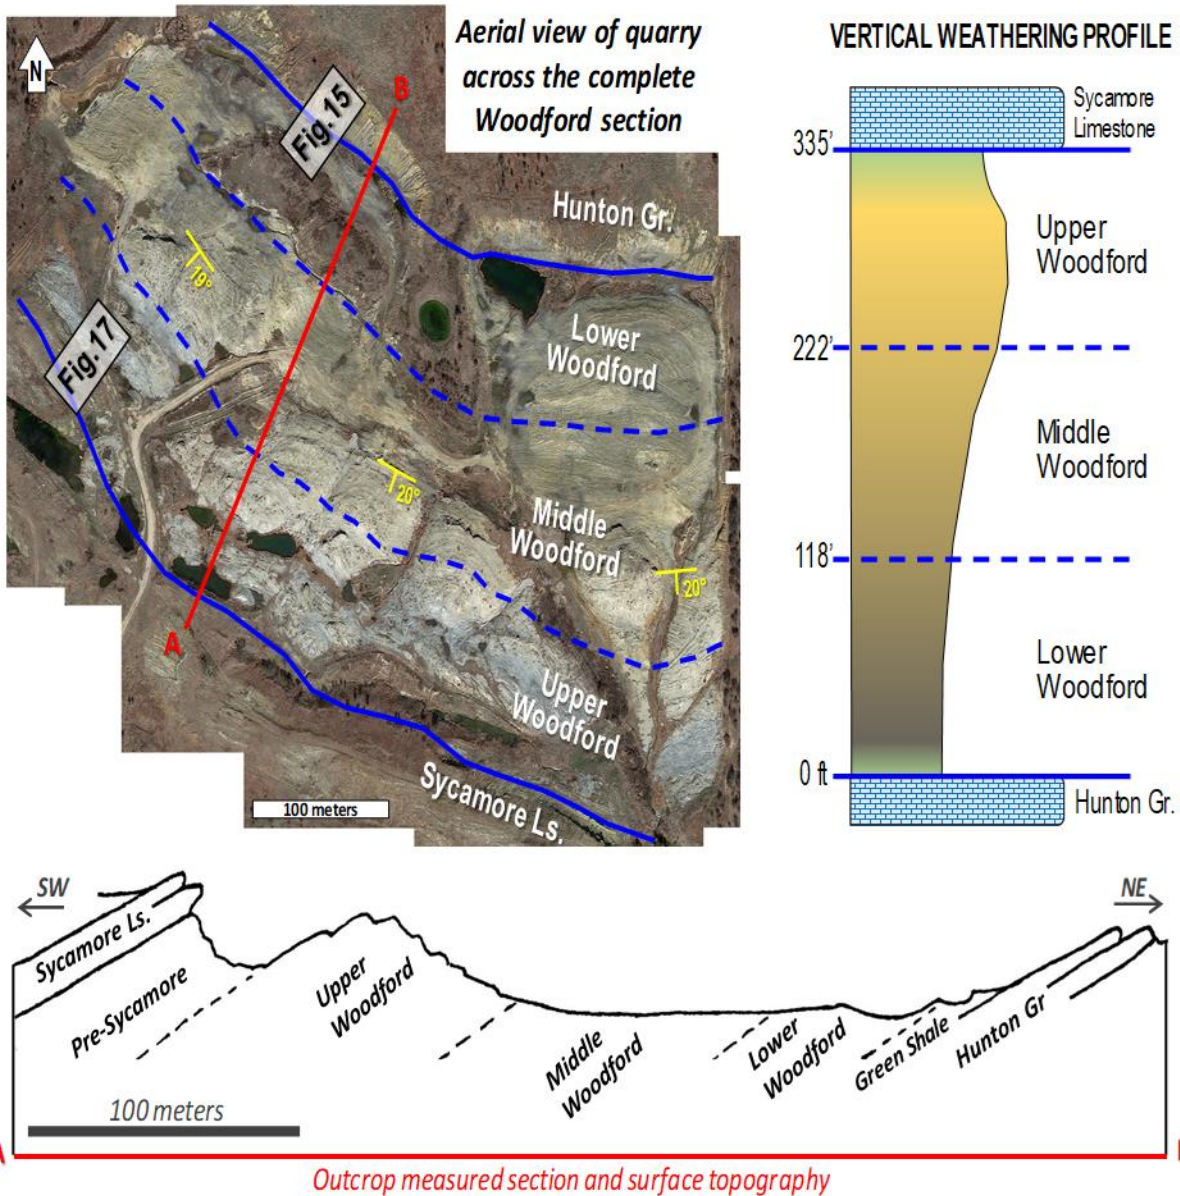 Aerial view of quarry
across the complete
Woodford section
N
Fig.15
B
Hunton Gr.
19°
Fig.17
Lower
Woodford
20°
Middle
Woodford
20°
A
Upper
Woodford
Sycamore Ls.
100 meters
VERTICAL WEATHERING PROFILE
Sycamore
Limestone
335'
Upper
Woodford
222'
Middle
Woodford
118'
Lower
Woodford
0 ft
Hunton Gr.
SW
NE
Sycamore Ls.
Pre-Sycamore
Upper
Woodford
Middle
Woodford
Lower
Woodford
Green Shale
Hunton Gr
100 meters
Outcrop measured section and surface topography